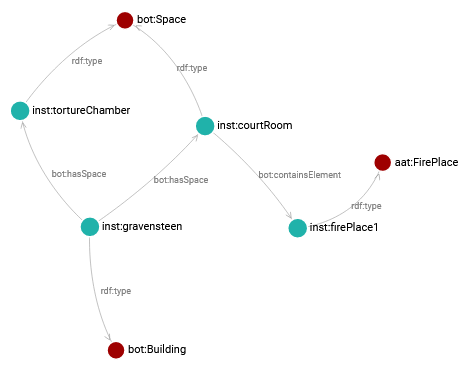 bot:Space
rdf:type
rdf:type
inst:tortureChamber
inst:courtRoom
aat:FirePlace
bot:hasSpace
bot:hasSpace
bot:containsElement
rdf:type
inst:gravensteen
inst:firePlace1
rdf:type
bot:Building